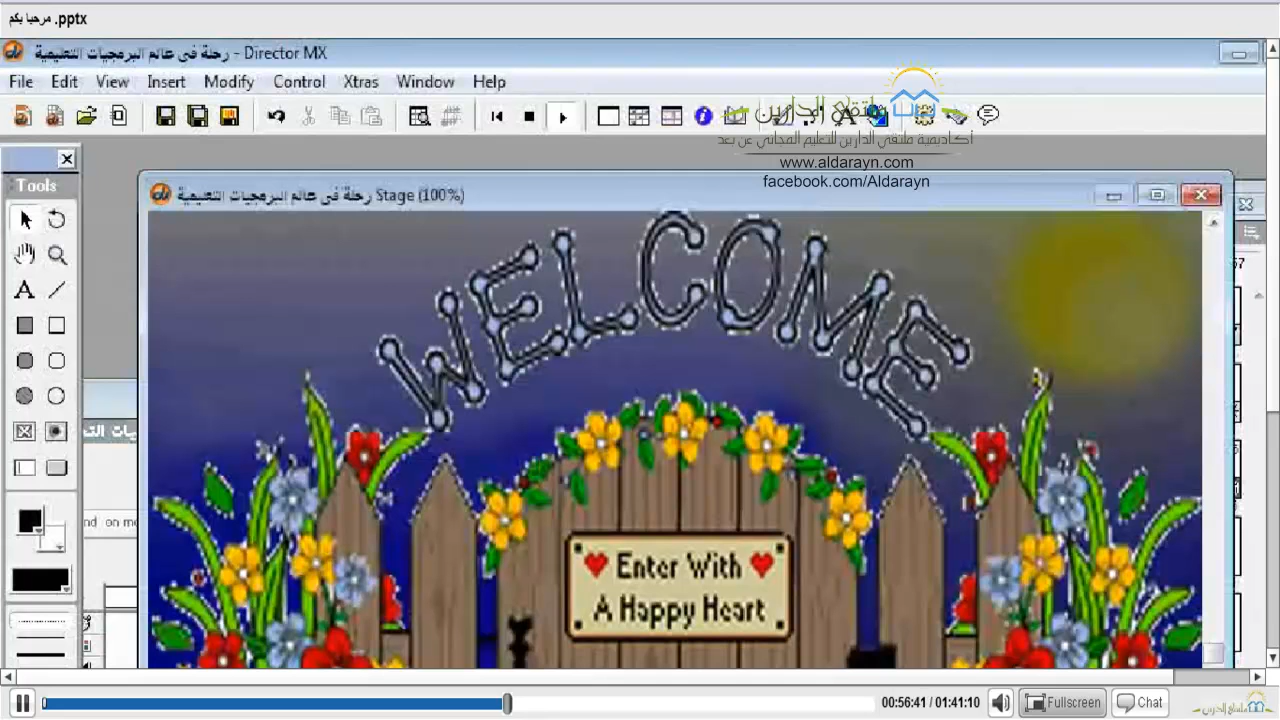 مرحبا بكم .pptx
رحلة فى عالم البرمجيات التعليمية - Director MX
File Edit View Insert Modify Control Xtras Window Help
ملتقى الدارين
أكاديمية ملتقى الدارين للتعليم المجاني عن بعد
www.aldarayn.com
facebook.com/Aldarayn
Tools
رحلة فى عالم البرمجيات التعليمية Stage (100%)
WELCOME
Enter With
A Happy Heart
00:56:41 / 01:41:10
Fullscreen
Chat
ملتقى الدارين